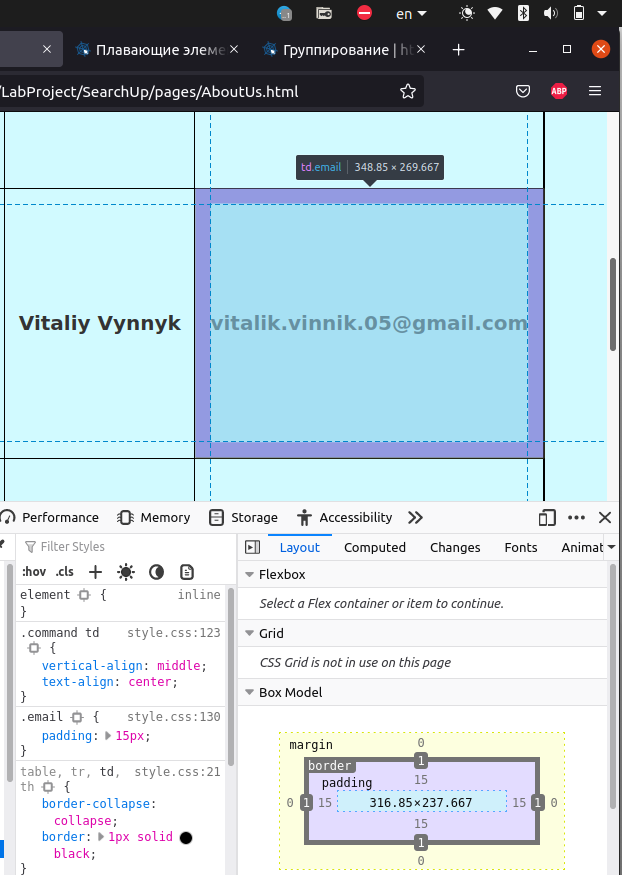 en
Плавающие элеме
Группирование | ht
/LabProject/SearchUp/pages/AboutUs.html
ABP
td.email | 348.85 × 269.667
Vitaliy Vynnyk
vitalik.vinnik.05@gmail.com
Performance Memory Storage Accessibility
Filter Styles
Layout Computed Changes Fonts Animat
:hov .cls
element { inline
}
.command td style.css:123
{
vertical-align: middle;
text-align: center;
}
.email { style.css:130
padding: 15px;
}
table, tr, td, style.css:21
th {
border-collapse:
collapse;
border: 1px solid
black;
}
Flexbox
Select a Flex container or item to continue.
Grid
CSS Grid is not in use on this page
Box Model
margin 0
border 1
padding 15
0 1 15 316.85×237.667 15 1 0
15
1
0